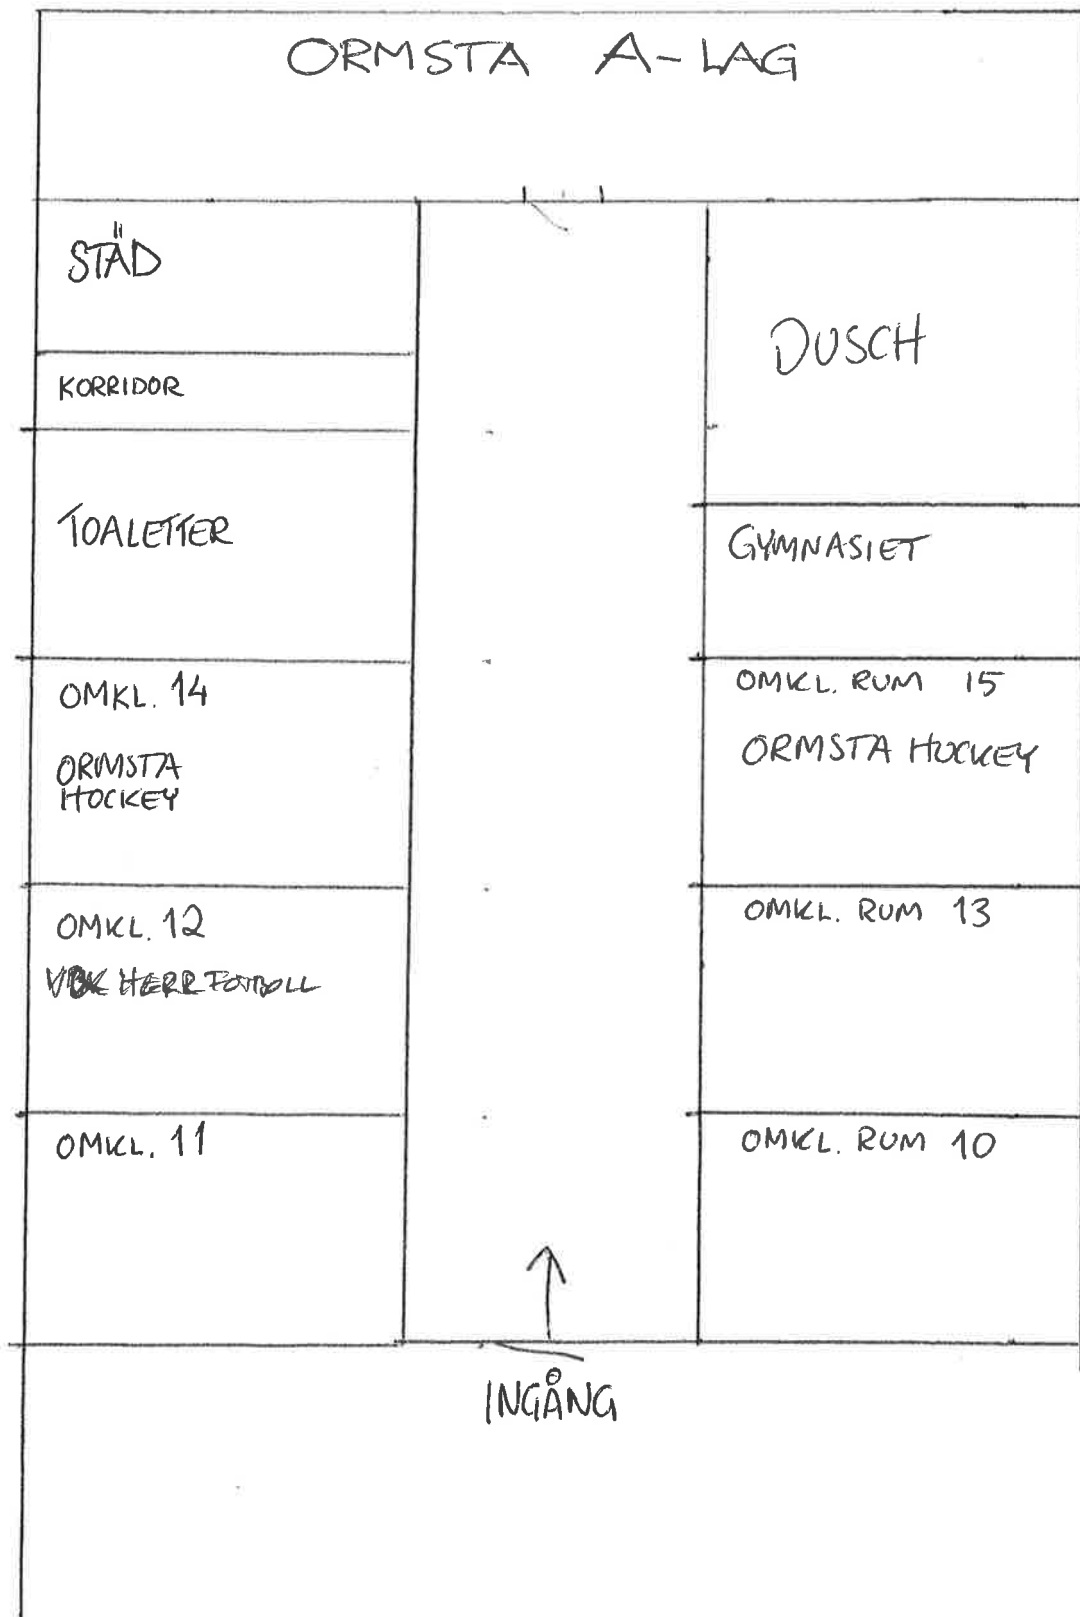 ORMSTA A-LAG
STÄD
KORRIDOR
TOALETTER
OMKL. 14
ORMSTA
HOCKEY
OMKL. 12
VBK HERR FOTBOLL
OMKL. 11
DUSCH
GYMNASIET
OMKL. RUM 15
ORMSTA HOCKEY
OMKL. RUM 13
OMKL. RUM 10
INGÅNG